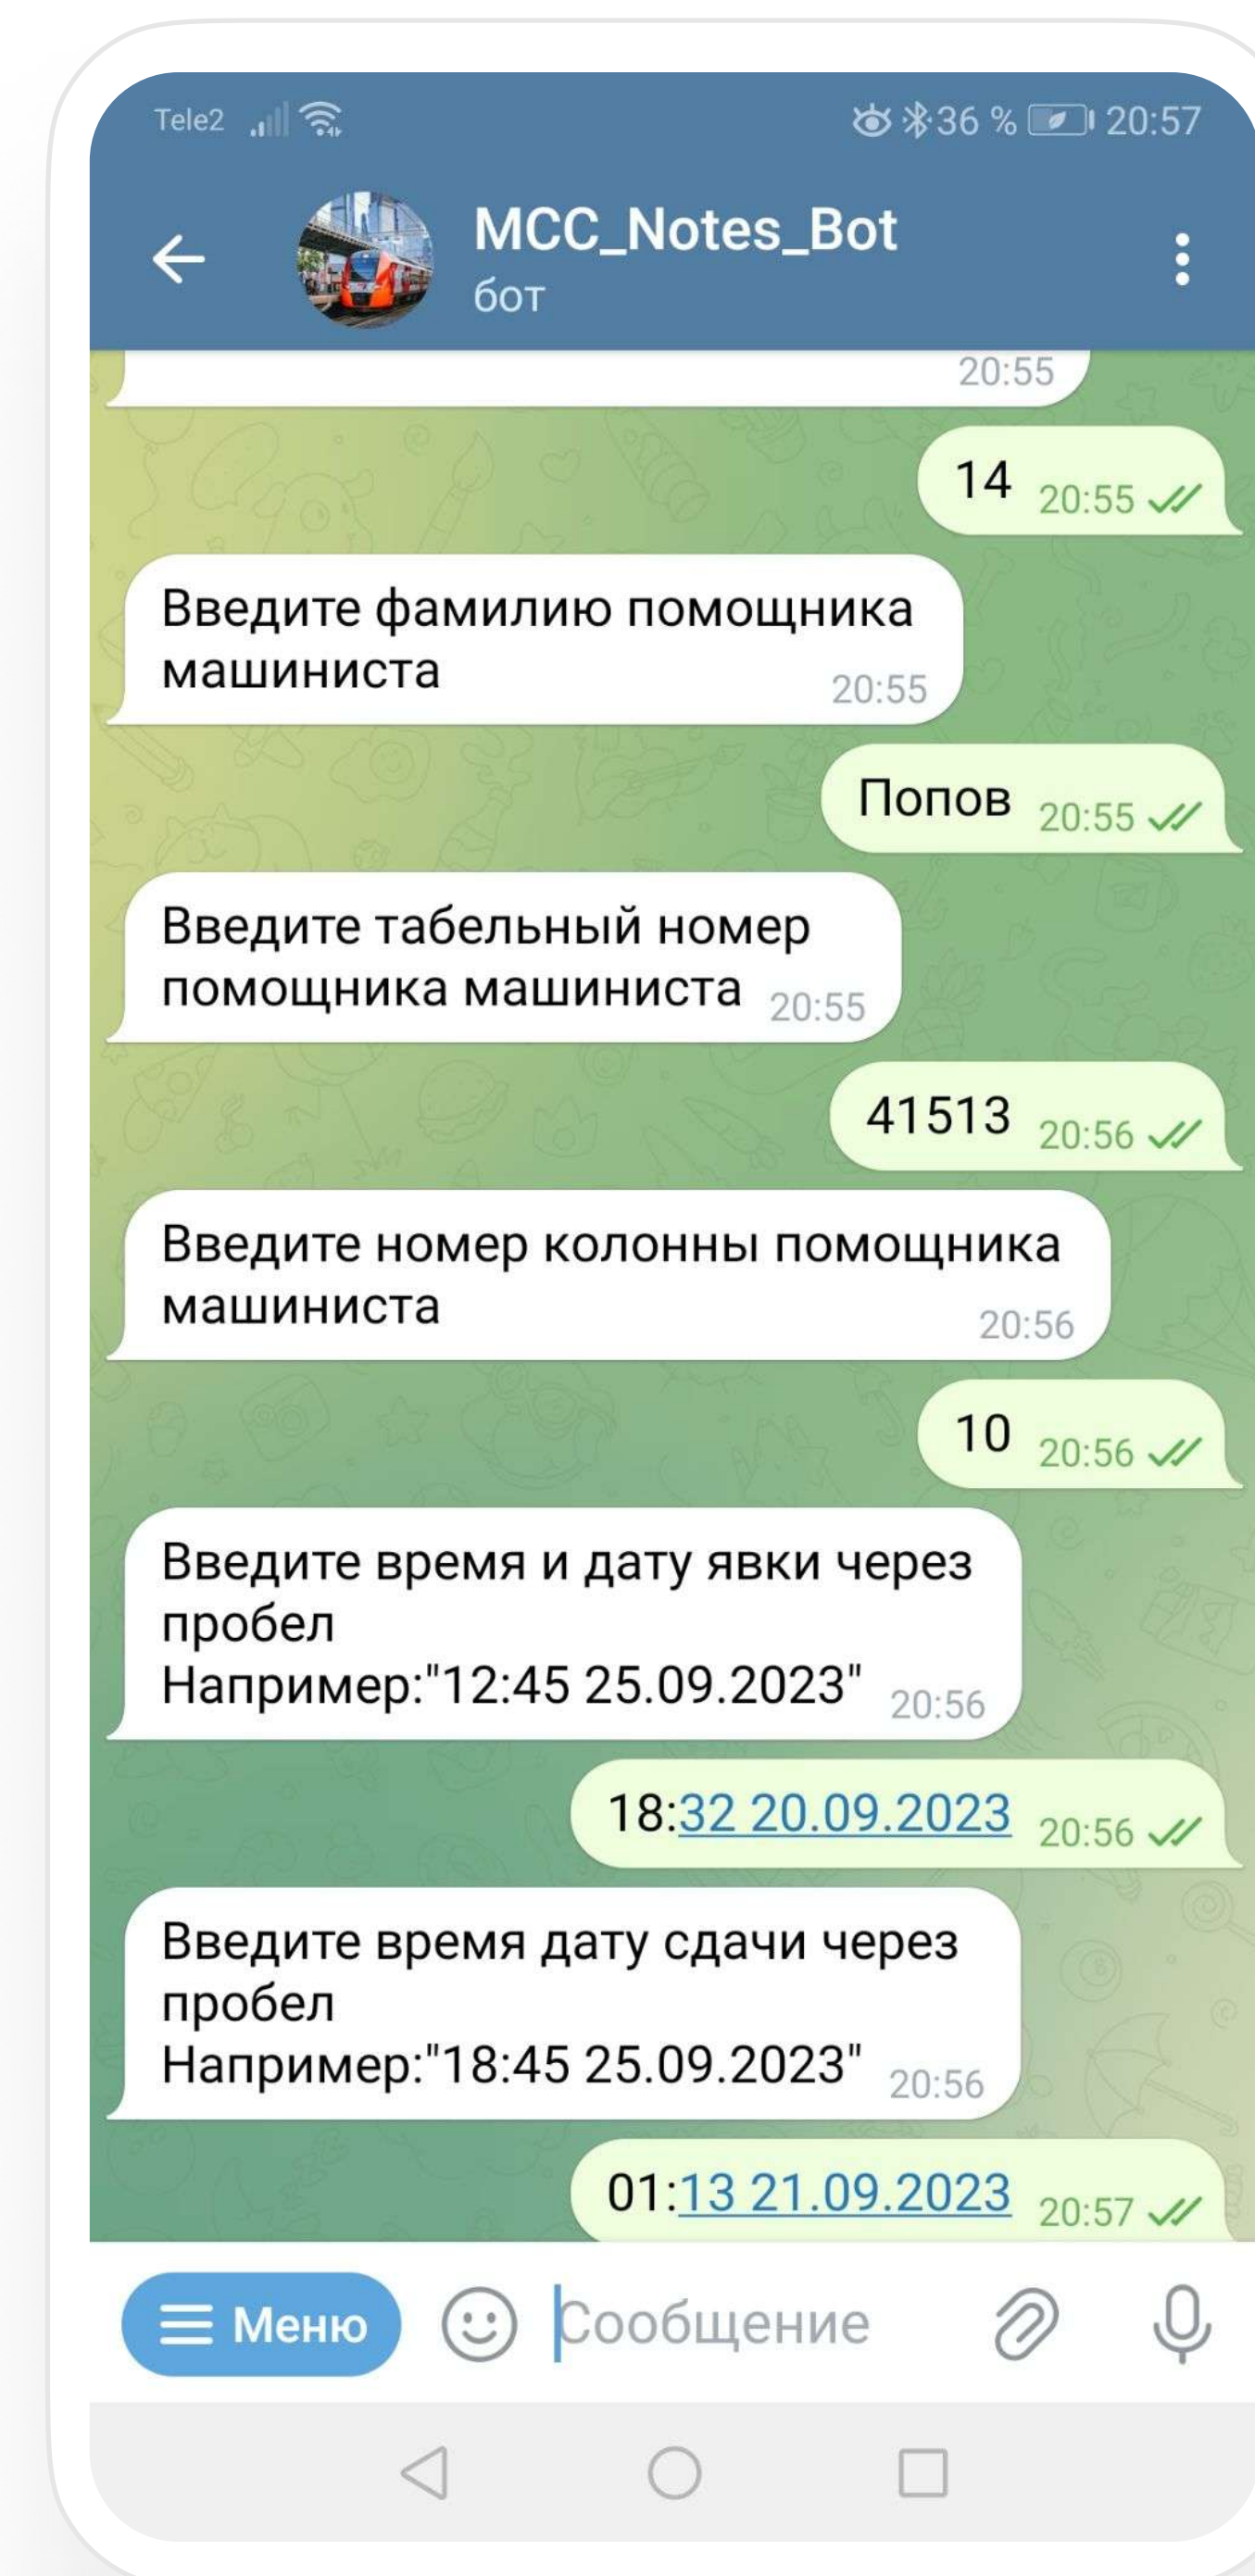 Tele2 36 % 20:57
MCC_Notes_Bot
бот
20:55
14 20:55
Введите фамилию помощника
машиниста 20:55
Попов 20:55
Введите табельный номер
помощника машиниста 20:55
41513 20:56
Введите номер колонны помощника
машиниста 20:56
10 20:56
Введите время и дату явки через
пробел
Например:"12:45 25.09.2023" 20:56
18:32 20.09.2023 20:56
Введите время дату сдачи через
пробел
Например:"18:45 25.09.2023" 20:56
01:13 21.09.2023 20:57
Меню Сообщение